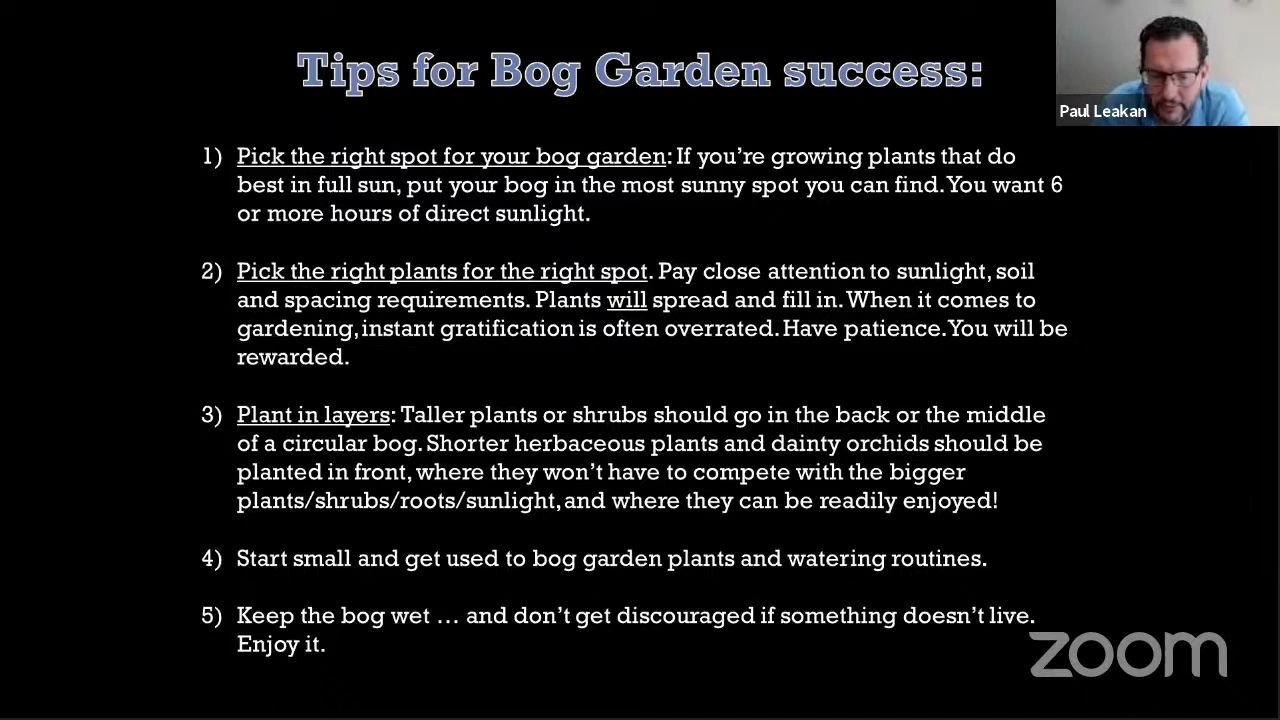 Tips for Bog Garden success:
Paul Leakan
1) Pick the right spot for your bog garden: If you’re growing plants that do
best in full sun, put your bog in the most sunny spot you can find. You want 6
or more hours of direct sunlight.
2) Pick the right plants for the right spot. Pay close attention to sunlight, soil
and spacing requirements. Plants will spread and fill in. When it comes to
gardening, instant gratification is often overrated. Have patience. You will be
rewarded.
3) Plant in layers: Taller plants or shrubs should go in the back or the middle
of a circular bog. Shorter herbaceous plants and dainty orchids should be
planted in front, where they won’t have to compete with the bigger
plants/shrubs/roots/sunlight, and where they can be readily enjoyed!
4) Start small and get used to bog garden plants and watering routines.
5) Keep the bog wet … and don’t get discouraged if something doesn’t live.
Enjoy it.
zoom